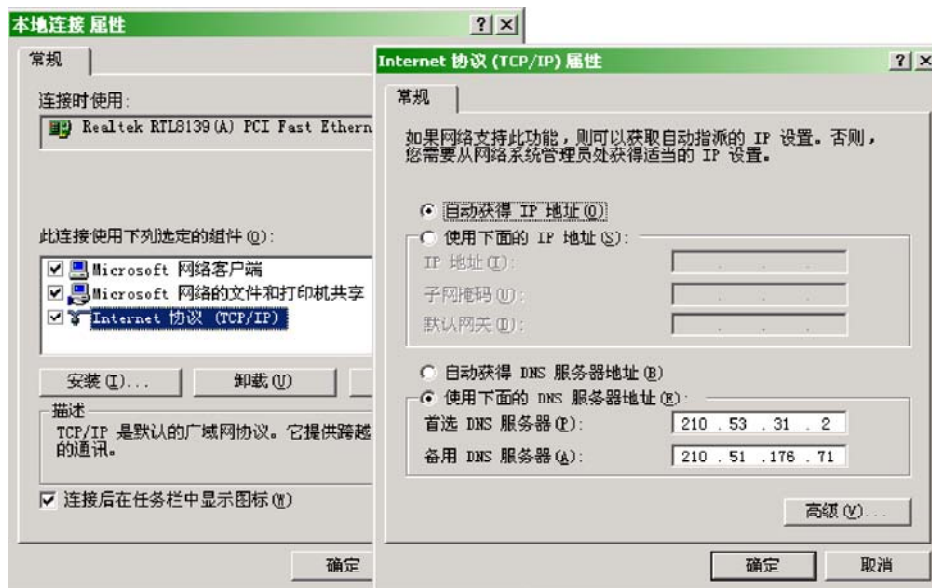 本地连接 属性
常规
连接时使用:
Realtek RTL8139(A) PCI Fast Ethern
此连接使用下列选定的组件(O):
Microsoft 网络客户端
Microsoft 网络的文件和打印机共享
Internet 协议 (TCP/IP)
安装(I)...
卸载(U)
描述
TCP/IP 是默认的广域网协议。它提供跨越
的通讯。
连接后在任务栏中显示图标(W)
确定
Internet 协议 (TCP/IP) 属性
常规
如果网络支持此功能，则可以获取自动指派的 IP 设置。否则，
您需要从网络系统管理员处获得适当的 IP 设置。
自动获得 IP 地址(O)
使用下面的 IP 地址(S):
IP 地址(I):
子网掩码(U):
默认网关(D):
自动获得 DNS 服务器地址(B)
使用下面的 DNS 服务器地址(E):
首选 DNS 服务器(P): 210 . 53 . 31 . 2
备用 DNS 服务器(A): 210 . 51 .176 . 71
高级(V)...
确定
取消